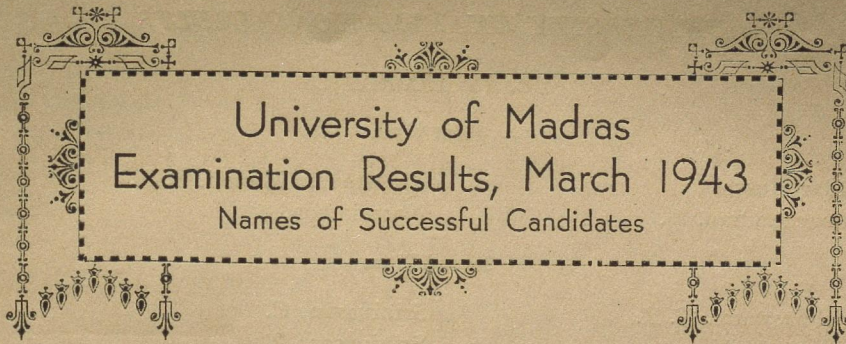 University of Madras
Examination Results, March 1943
Names of Successful Candidates